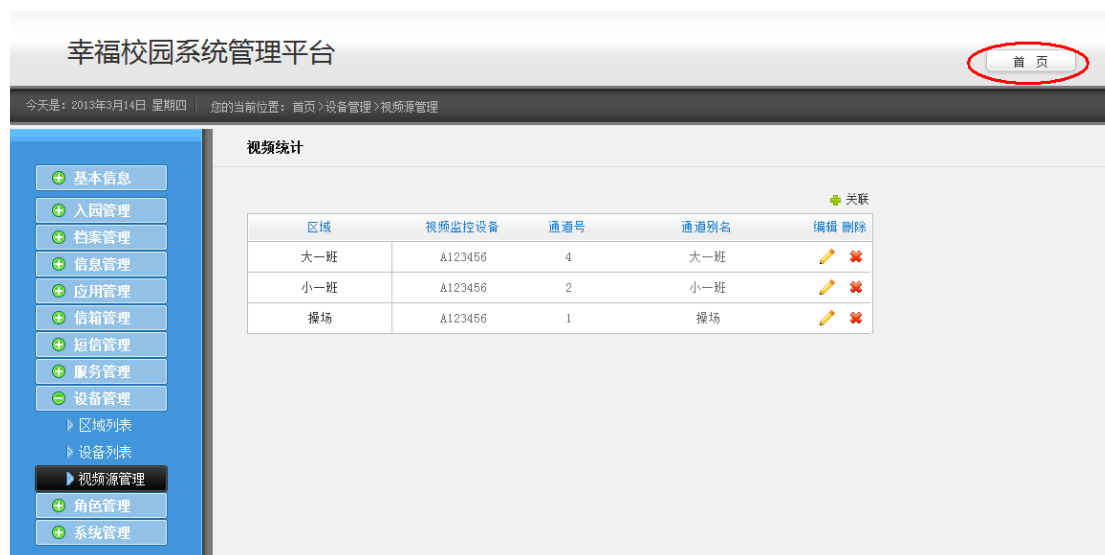 幸福校园系统管理平台
首 页
今天是：2013年3月14日 星期四 您的当前位置：首页>设备管理>视频源管理
视频统计
基本信息
入园管理
档案管理
信息管理
应用管理
信箱管理
短信管理
服务管理
设备管理
区域列表
设备列表
视频源管理
角色管理
系统管理
关联
区域 视频监控设备 通道号 通道别名 编辑 删除
大一班 A123456 4 大一班
小一班 A123456 2 小一班
操场 A123456 1 操场